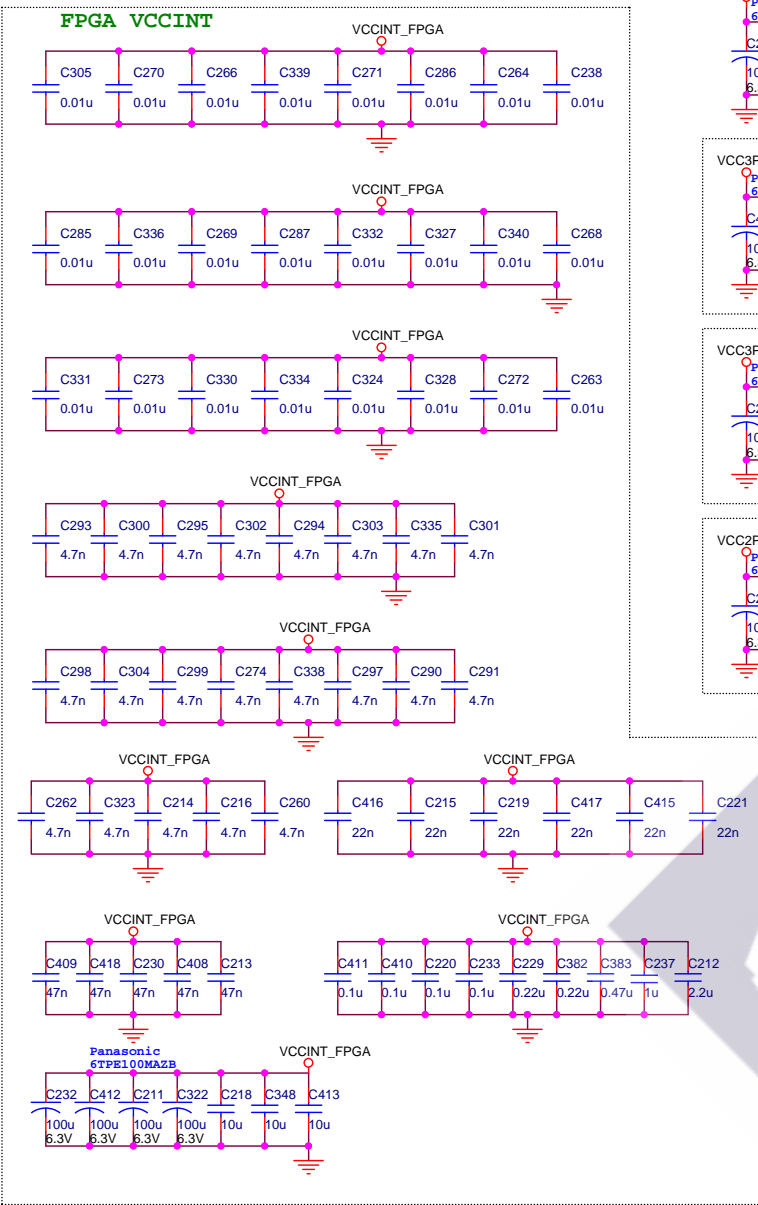 FPGA VCCINT
VCCINT_FPGA
C305 C270 C266 C339 C271 C286 C264 C238
0.01u 0.01u 0.01u 0.01u 0.01u 0.01u 0.01u 0.01u
VCCINT_FPGA
C285 C336 C269 C287 C332 C327 C340 C268
0.01u 0.01u 0.01u 0.01u 0.01u 0.01u 0.01u 0.01u
VCCINT_FPGA
C331 C273 C330 C334 C324 C328 C272 C263
0.01u 0.01u 0.01u 0.01u 0.01u 0.01u 0.01u 0.01u
VCCINT_FPGA
C293 C300 C295 C302 C294 C303 C335 C301
4.7n 4.7n 4.7n 4.7n 4.7n 4.7n 4.7n 4.7n
VCCINT_FPGA
C298 C304 C299 C274 C338 C297 C290 C291
4.7n 4.7n 4.7n 4.7n 4.7n 4.7n 4.7n 4.7n
VCCINT_FPGA
C262 C323 C214 C216 C260
4.7n 4.7n 4.7n 4.7n 4.7n
VCCINT_FPGA
C416 C215 C219 C417 C415 C221
22n 22n 22n 22n 22n 22n
VCCINT_FPGA
C409 C418 C230 C408 C213
47n 47n 47n 47n 47n
VCCINT_FPGA
C411 C410 C220 C233 C229 C382 C383 C237 C212
0.1u 0.1u 0.1u 0.1u 0.22u 0.22u 0.47u 1u 2.2u
Panasonic
6TPE100MAZB
VCCINT_FPGA
C232 C412 C211 C322 C218 C348 C413
100u 100u 100u 100u 10u 10u 10u
6.3V 6.3V 6.3V 6.3V